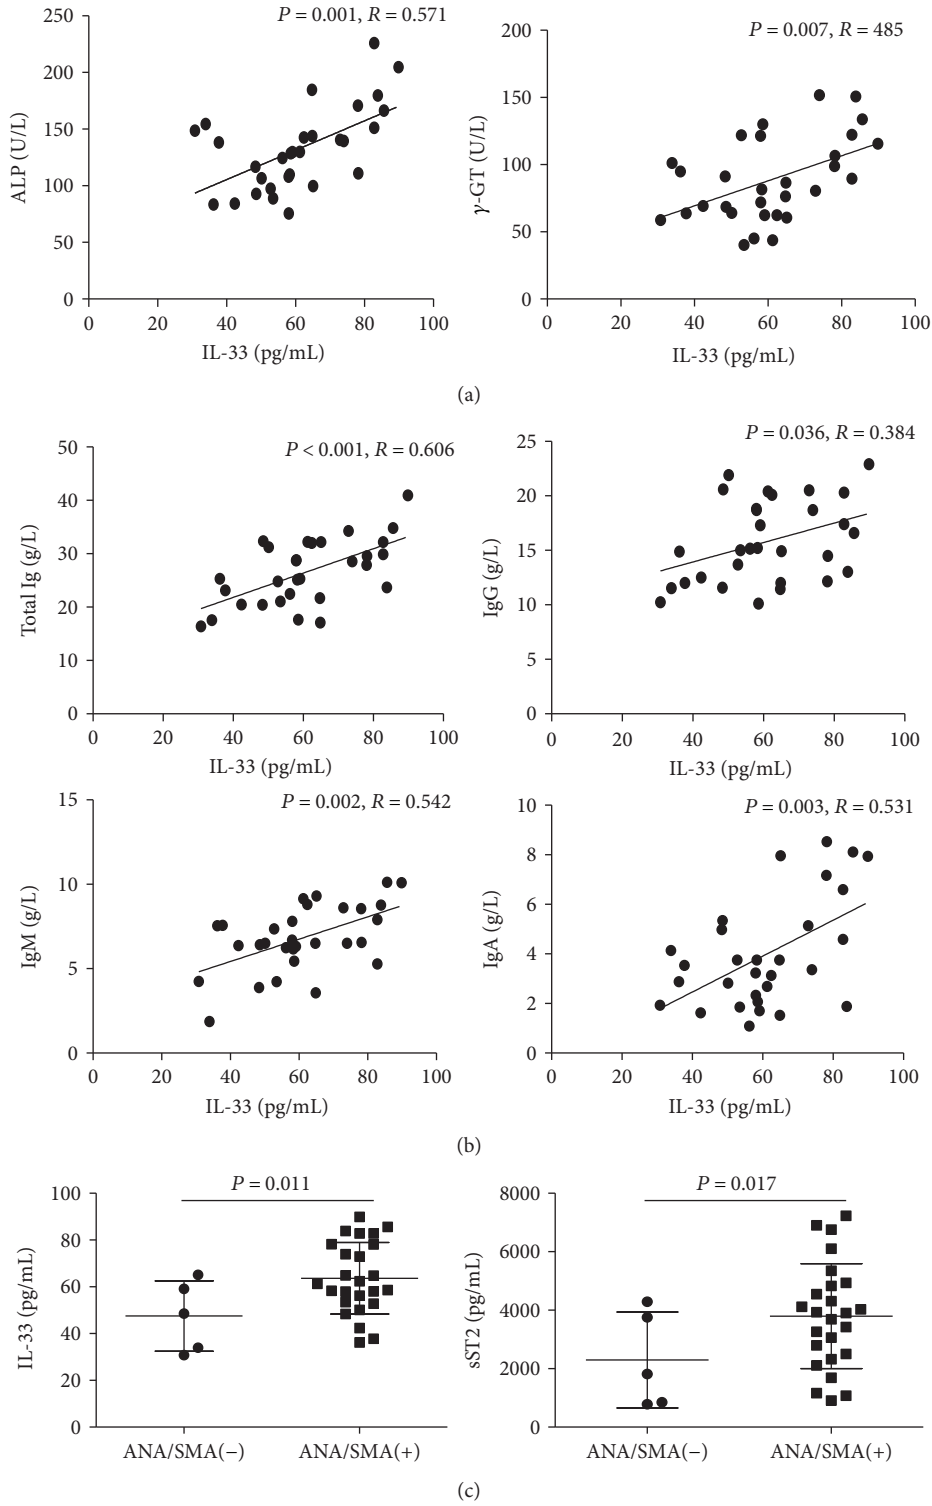 P = 0.001, R = 0.571
ALP (U/L)
250
200
150
100
50
0
0 20 40 60 80 100
IL-33 (pg/mL)
P = 0.007, R = 485
γ-GT (U/L)
200
150
100
50
0
0 20 40 60 80 100
IL-33 (pg/mL)
(a)
P < 0.001, R = 0.606
Total Ig (g/L)
50
40
30
20
10
0
0 20 40 60 80 100
IL-33 (pg/mL)
P = 0.036, R = 0.384
IgG (g/L)
25
20
15
10
5
0
0 20 40 60 80 100
IL-33 (pg/mL)
P = 0.002, R = 0.542
IgM (g/L)
15
10
5
0
0 20 40 60 80 100
IL-33 (pg/mL)
P = 0.003, R = 0.531
IgA (g/L)
10
8
6
4
2
0
0 20 40 60 80 100
IL-33 (pg/mL)
(b)
P = 0.011
IL-33 (pg/mL)
100
80
60
40
20
0
ANA/SMA(−) ANA/SMA(+)
P = 0.017
sST2 (pg/mL)
8000
6000
4000
2000
0
ANA/SMA(−) ANA/SMA(+)
(c)